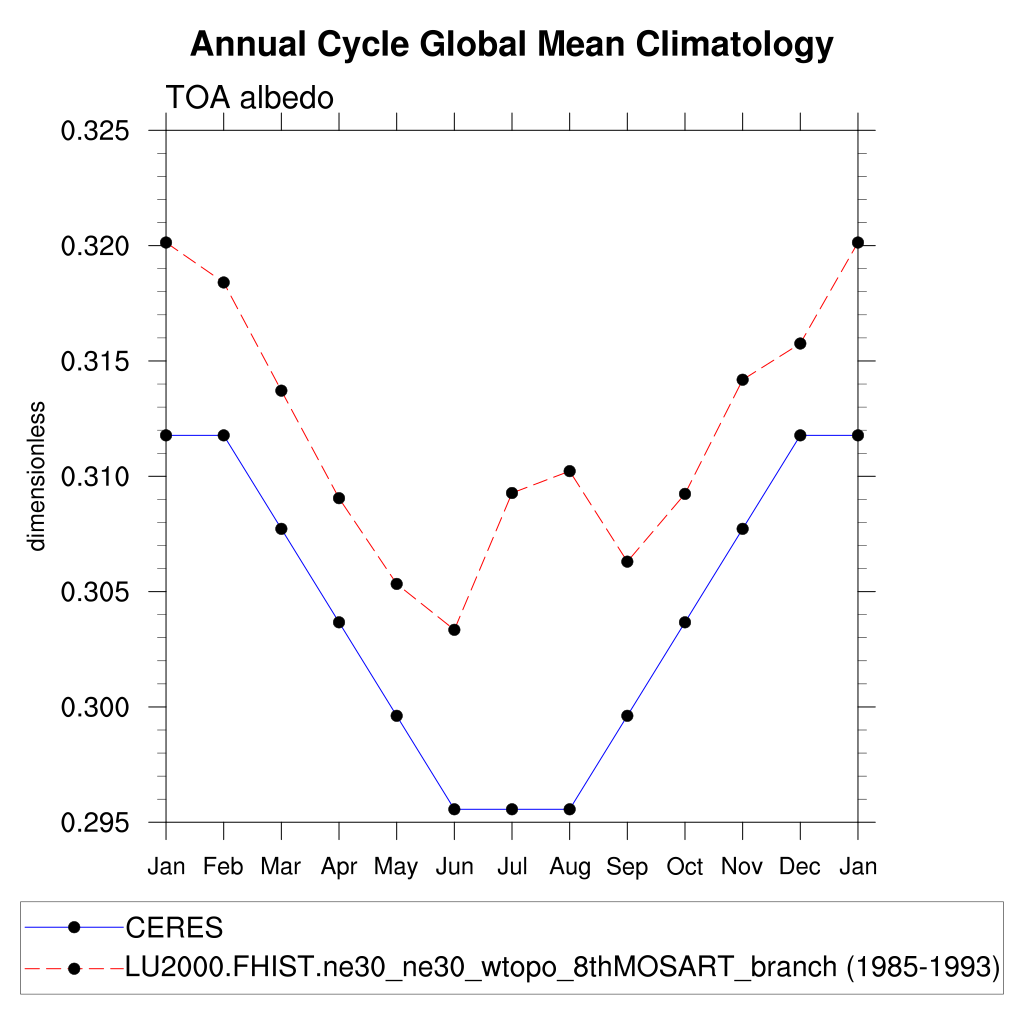 Annual Cycle Global Mean Climatology
TOA albedo
0.325
0.320
0.315
0.310
0.305
0.300
0.295
dimensionless
Jan Feb Mar Apr May Jun Jul Aug Sep Oct Nov Dec Jan
CERES
LU2000.FHIST.ne30_ne30_wtopo_8thMOSART_branch (1985-1993)